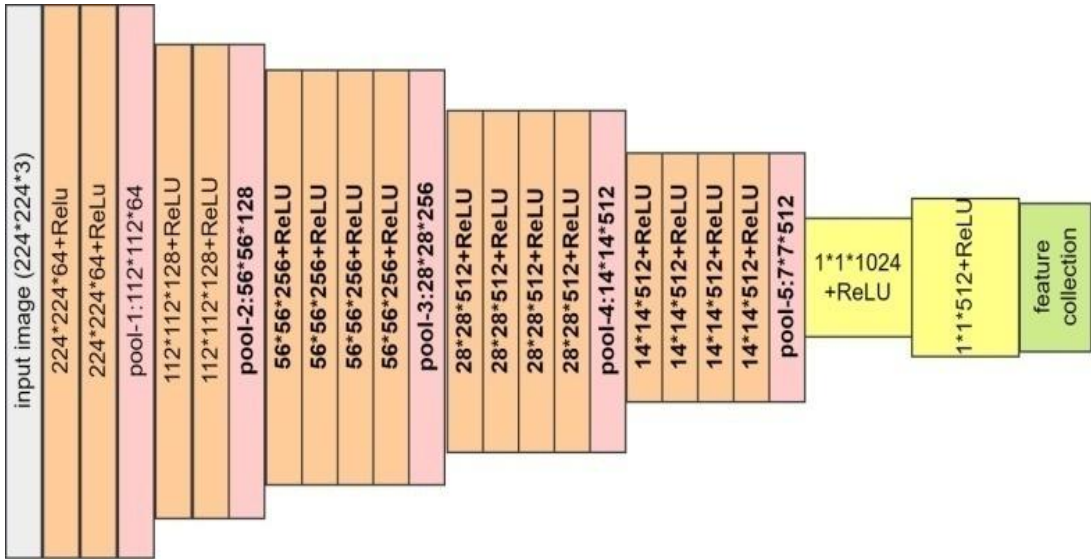 input image (224*224*3)
224*224*64+Relu
224*224*64+ReLu
pool-1:112*112*64
112*112*128+ReLU
112*112*128+ReLU
pool-2:56*56*128
56*56*256+ReLU
56*56*256+ReLU
56*56*256+ReLU
56*56*256+ReLU
pool-3:28*28*256
28*28*512+ReLU
28*28*512+ReLU
28*28*512+ReLU
28*28*512+ReLU
pool-4:14*14*512
14*14*512+ReLU
14*14*512+ReLU
14*14*512+ReLU
14*14*512+ReLU
pool-5:7*7*512
1*1*1024
+ReLU
1*1*512+ReLU
feature
collection